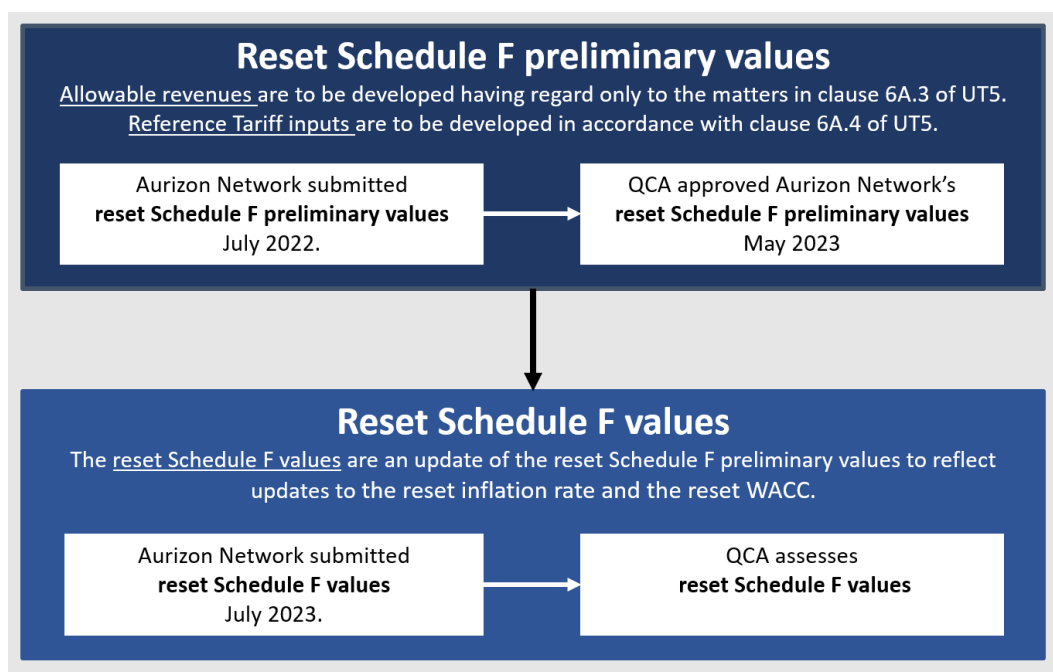 Reset Schedule F preliminary values
Allowable revenues are to be developed having regard only to the matters in clause 6A.3 of UT5.
Reference Tariff inputs are to be developed in accordance with clause 6A.4 of UT5.
Aurizon Network submitted
reset Schedule F preliminary values
July 2022.
QCA approved Aurizon Network’s
reset Schedule F preliminary values
May 2023
Reset Schedule F values
The reset Schedule F values are an update of the reset Schedule F preliminary values to reflect
updates to the reset inflation rate and the reset WACC.
Aurizon Network submitted
reset Schedule F values
July 2023.
QCA assesses
reset Schedule F values